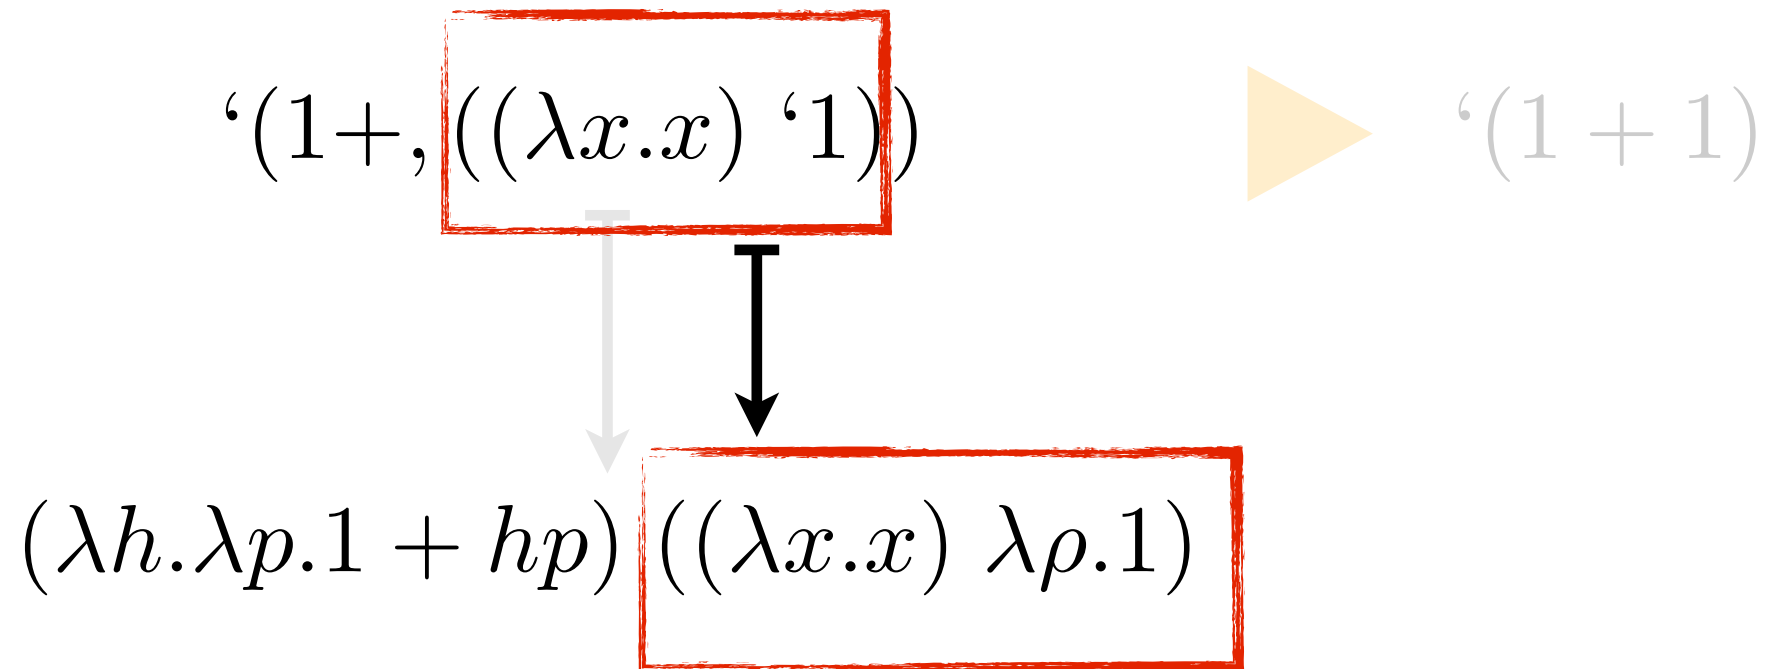 ‘(1+,((λx.x) ‘1)) ‘(1 + 1)
(λh.λp.1 + hp) ((λx.x) λρ.1)